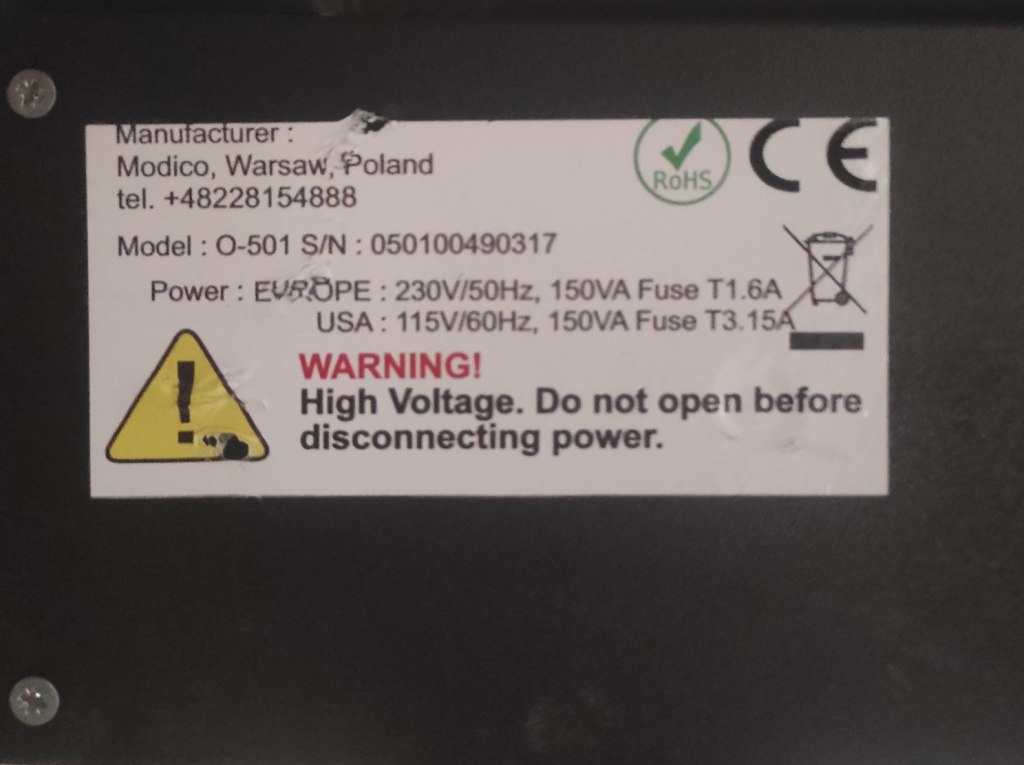 Manufacturer :
Modico, Warsaw, Poland
tel. +48228154888
RoHS
CE
Model : O-501 S/N : 050100490317
Power : EUROPE : 230V/50Hz, 150VA Fuse T1.6A
USA : 115V/60Hz, 150VA Fuse T3.15A
WARNING!
High Voltage. Do not open before
disconnecting power.